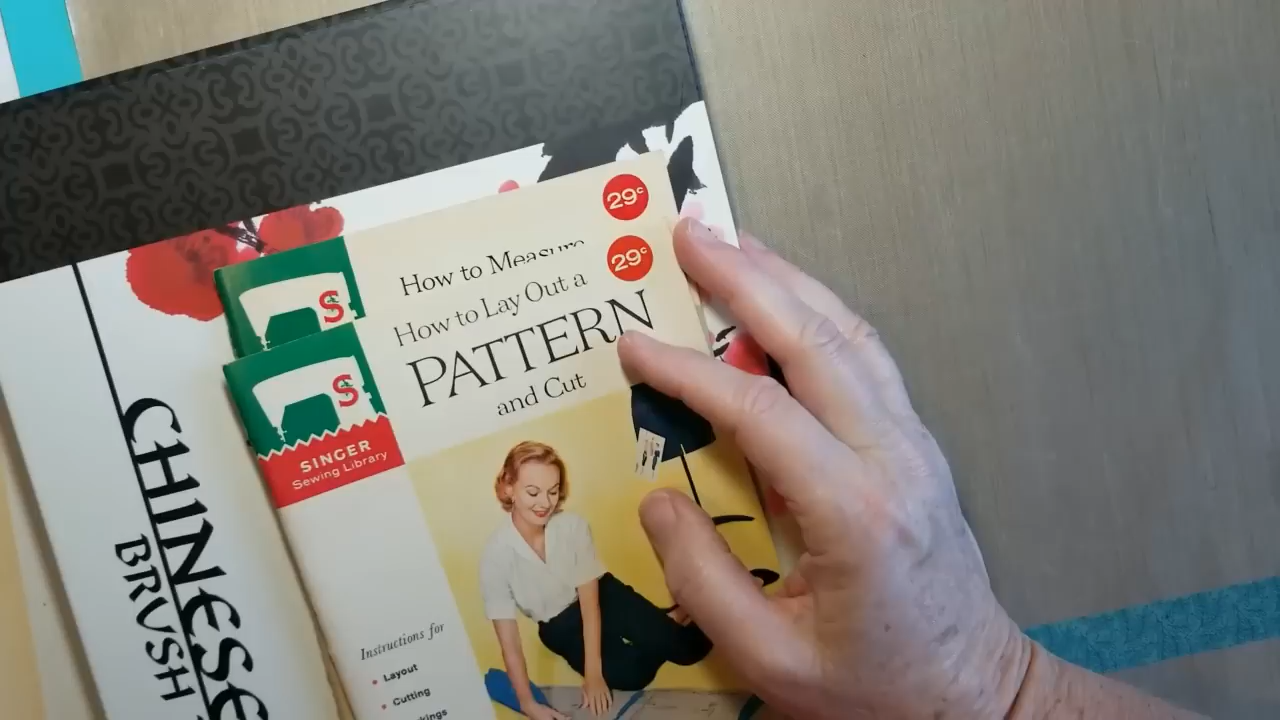 29¢
How to Measure
S
29¢
How to Lay Out a
PATTERN
and Cut
S
SINGER
Sewing Library
Instructions for
• Layout
• Cutting
CHINESE
BRUSH